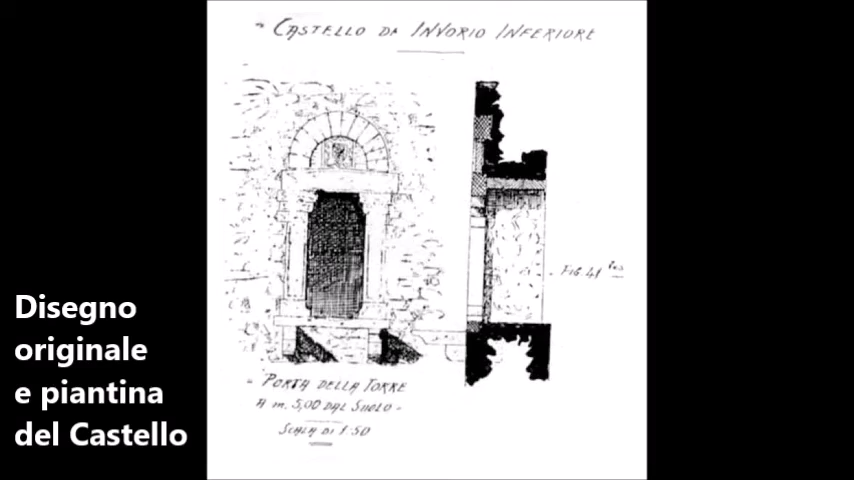 = CASTELLO DA INVORIO INFERIORE
- FIG. 41 bis
= PORTA DELLA TORRE
A m. 5,00 DAL SUOLO -
SCALA DI 1:50
Disegno
originale
e piantina
del Castello